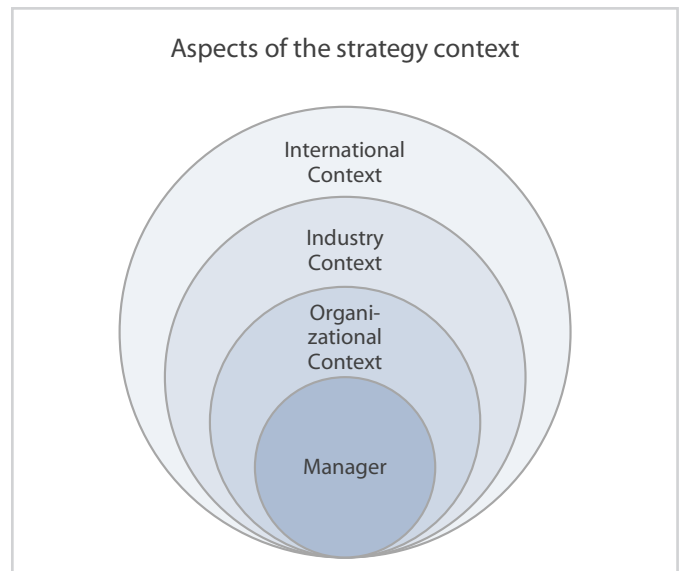 Aspects of the strategy context
International
Context
Industry
Context
Organi-
zational
Context
Manager